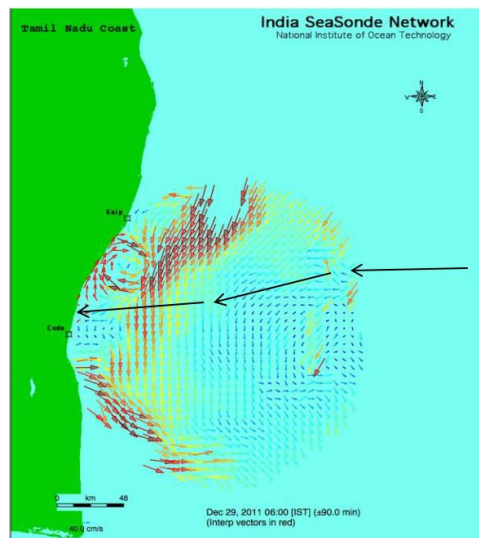 Tamil Nadu Coast
India SeaSonde Network
National Institute of Ocean Technology
N
W
S
Kalp
Cuda
0 km 48
Dec 29, 2011 06:00 [IST] (±90.0 min)
(Interp vectors in red)
40.0 cm/s